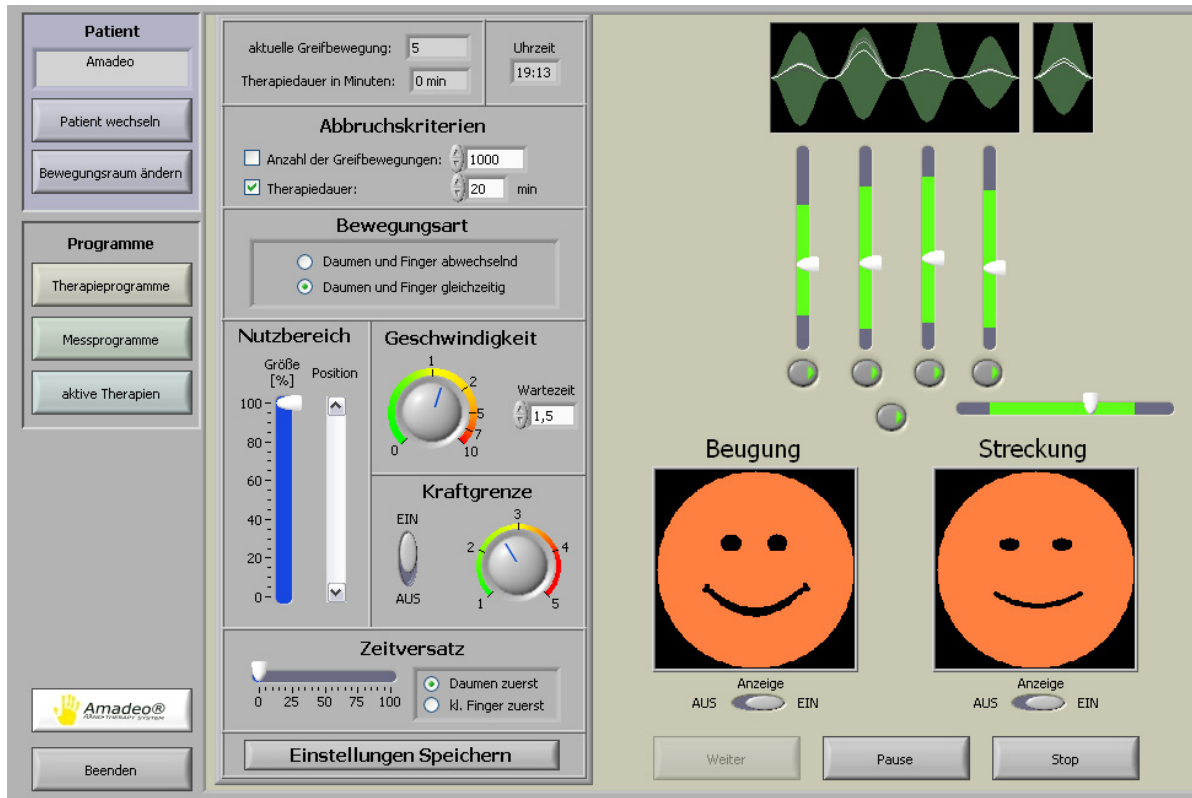 Patient
Amadeo
Patient wechseln
Bewegungsraum ändern
Programme
Therapieprogramme
Messprogramme
aktive Therapien
Amadeo®
HAND THERAPY SYSTEM
Beenden
aktuelle Greifbewegung: 5
Therapiedauer in Minuten: 0 min
Uhrzeit
19:13
Abbruchskriterien
Anzahl der Greifbewegungen: 1000
Therapiedauer: 20 min
Bewegungsart
Daumen und Finger abwechselnd
Daumen und Finger gleichzeitig
Nutzbereich
Größe
[%]
Position
100
80
60
40
20
0
Geschwindigkeit
0 1 2 5 7 10
Wartezeit
1,5
Kraftgrenze
EIN
AUS
1 2 3 4 5
Zeitversatz
0 25 50 75 100
Daumen zuerst
kl. Finger zuerst
Einstellungen Speichern
Beugung
Streckung
Anzeige
AUS EIN
Anzeige
AUS EIN
Weiter
Pause
Stop